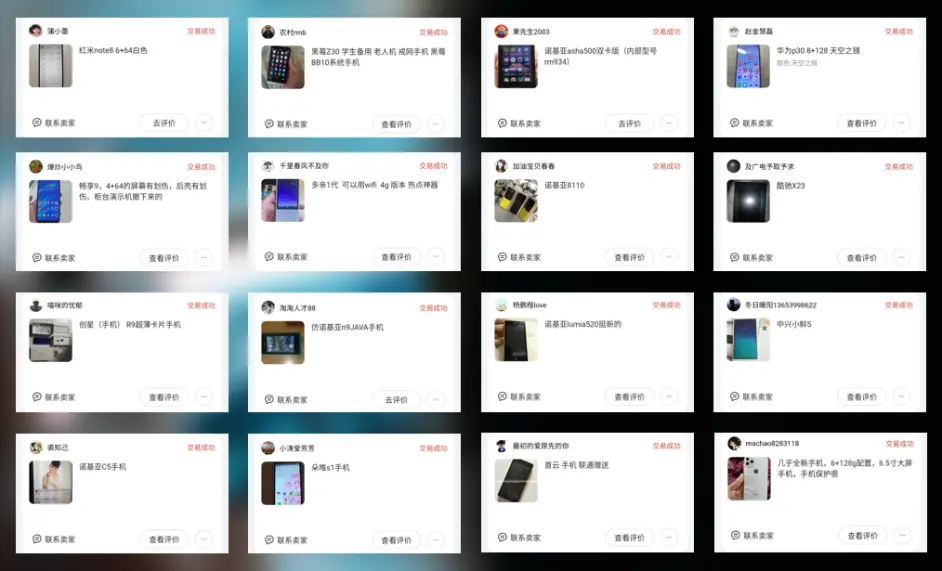 蒲小蕾 交易成功
红米note8 6+64白色
联系卖家 去评价
农村rmb 交易成功
黑莓Z30 学生备用 老人机 戒网手机 黑莓
BB10系统手机
联系卖家 查看评价
果先生2003 交易成功
诺基亚asha500双卡版（内部型号
rm934）
联系卖家 去评价
赵金慧磊 交易成功
华为p30 8+128 天空之镜
颜色:天空之镜
联系卖家 查看评价
爆炒小小鸟 交易成功
畅享9，4+64的屏幕有划伤，后壳有划
伤。柜台演示机撤下来的
联系卖家 查看评价
千里春风不及你 交易成功
多亲1代 可以用wifi 4g 版本 热点神器
联系卖家 查看评价
加油宝贝春春 交易成功
诺基亚8110
联系卖家 查看评价
及广电予取予求 交易成功
酷驰X23
联系卖家 查看评价
喵咪的忧郁 交易成功
创星（手机） R9超薄卡片手机
联系卖家 查看评价
淘淘人才88 交易成功
仿诺基亚n9JAVA手机
联系卖家 去评价
杨鹏程love 交易成功
诺基亚lumia520挺新的
联系卖家 查看评价
冬日暖阳13653998622 交易成功
中兴小鲜5
联系卖家 查看评价
裘知己 交易成功
诺基亚C5手机
联系卖家 查看评价
小涛爱芳芳 交易成功
朵唯s1手机
联系卖家 查看评价
最初的爱原先的你 交易成功
首云 手机 联通赠送
联系卖家 查看评价
machao8283118 交易成功
几乎全新手机，6+128g配置，6.5寸大屏
手机，手机保护很
联系卖家 查看评价